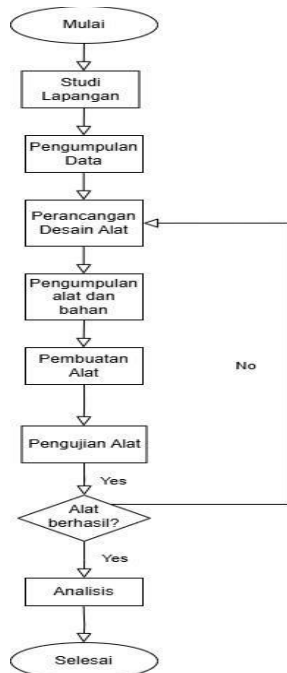 Mulai
Studi
Lapangan
Pengumpulan
Data
Perancangan
Desain Alat
Pengumpulan
alat dan
bahan
Pembuatan
Alat
No
Pengujian Alat
Yes
Alat
berhasil?
Yes
Analisis
Selesai